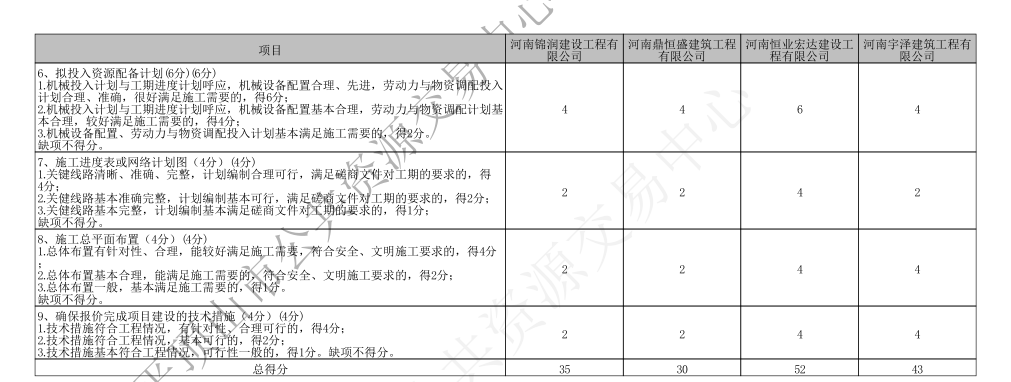 项目
河南锦润建设工程有
限公司
河南鼎恒盛建筑工程
有限公司
河南恒业宏达建设工
程有限公司
河南宇泽建筑工程有
限公司
6、拟投入资源配备计划(6分)(6分)
1.机械投入计划与工期进度计划呼应，机械设备配置合理、先进，劳动力与物资调配投入
计划合理、准确，很好满足施工需要的，得6分；
2.机械投入计划与工期进度计划呼应，机械设备配置基本合理，劳动力与物资调配计划基
本合理，较好满足施工需要的，得4分；
3.机械设备配置、劳动力与物资调配投入计划基本满足施工需要的，得2分。
缺项不得分。
4
4
6
4
7、施工进度表或网络计划图（4分）(4分)
1.关键线路清晰、准确、完整，计划编制合理可行，满足磋商文件对工期的要求的，得
4分；
2.关健线路基本准确完整，计划编制基本可行，满足磋商文件对工期的要求的，得2分；
3.关健线路基本完整，计划编制基本满足磋商文件对工期的要求的，得1分；
缺项不得分。
2
2
4
2
8、施工总平面布置（4分）(4分)
1.总体布置有针对性、合理，能较好满足施工需要，符合安全、文明施工要求的，得4分
；
2.总体布置基本合理，能满足施工需要的，符合安全、文明施工要求的，得2分；
3.总体布置一般，基本满足施工需要的，得1分。
缺项不得分。
2
2
4
4
9、确保报价完成项目建设的技术措施（4分）(4分)
1.技术措施符合工程情况，有针对性、合理可行的，得4分；
2.技术措施符合工程情况，基本可行的，得2分；
3.技术措施基本符合工程情况，可行性一般的，得1分。缺项不得分。
2
2
4
4
总得分
35
30
52
43
平顶山市公共资源交易中心
共资源交易中心